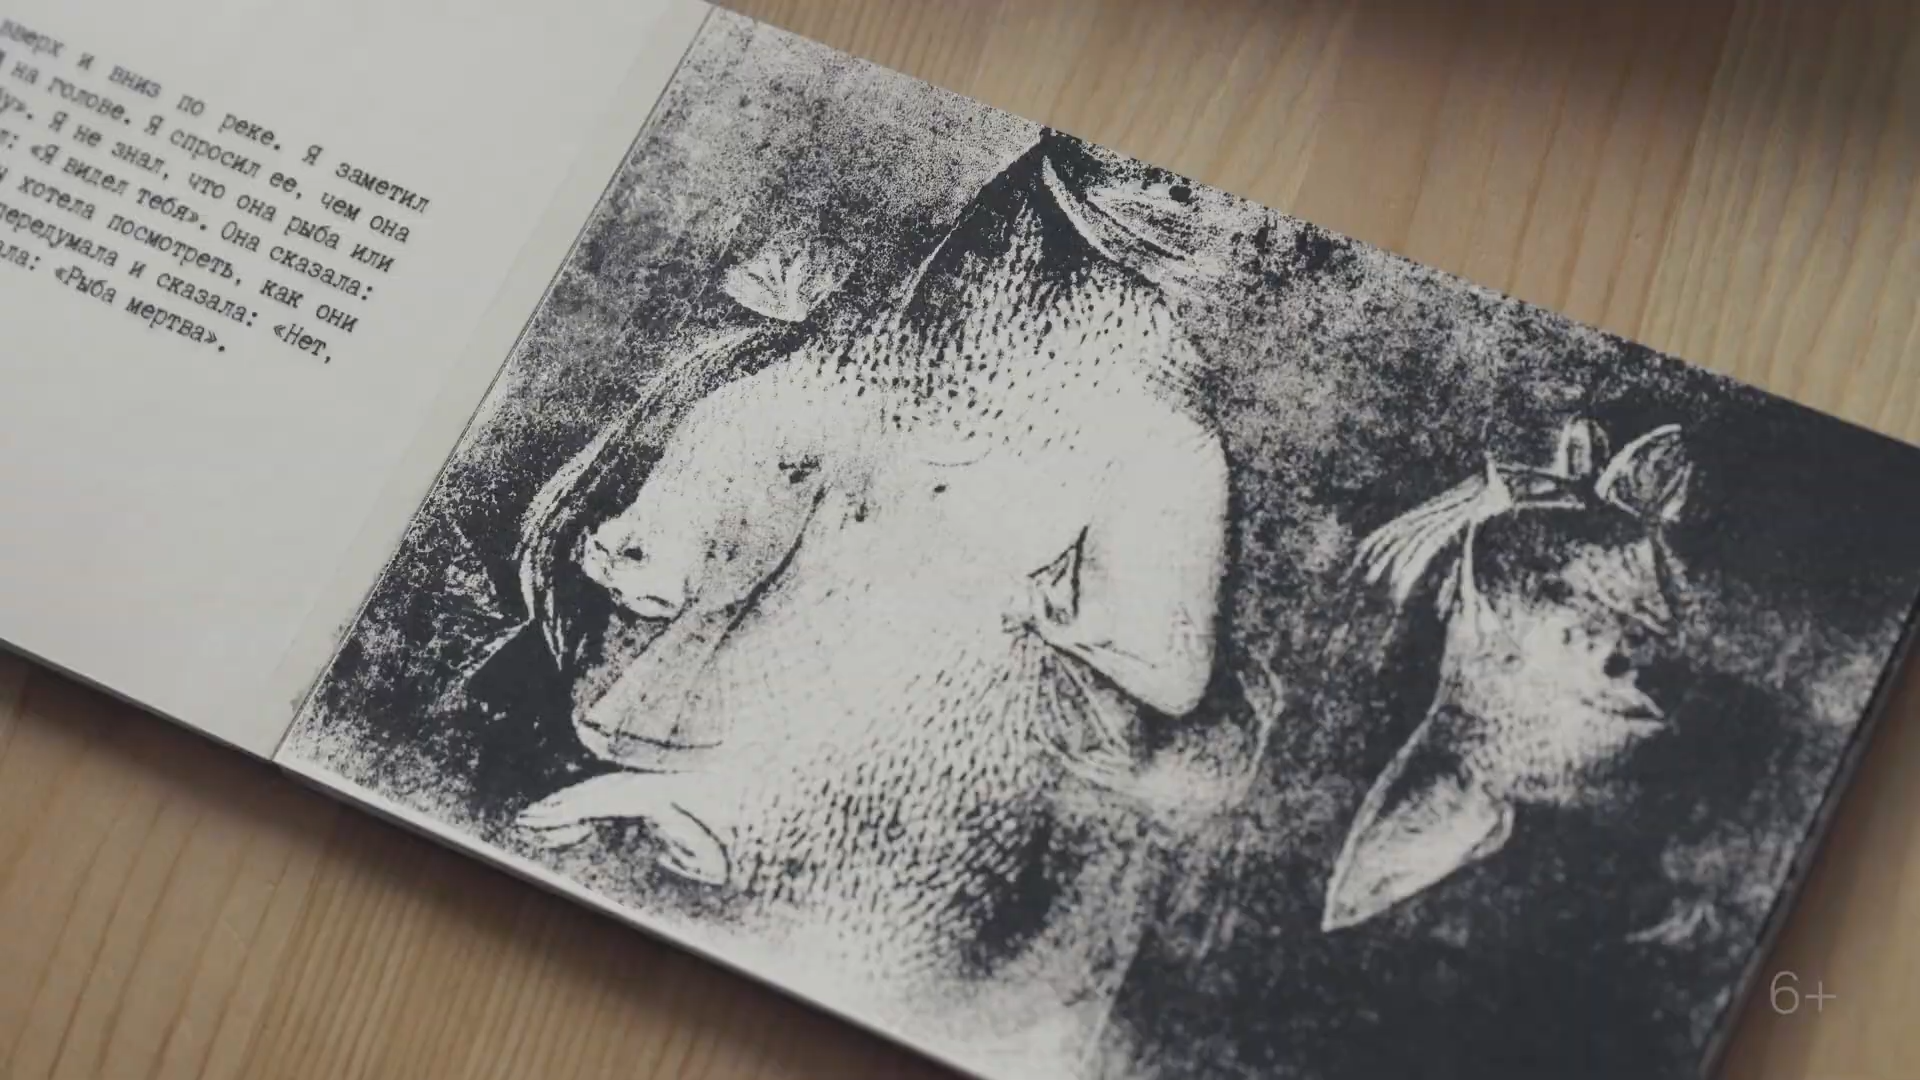 вверх и вниз по реке. Я заметил
на голове. Я спросил ее, чем она
Я не знал, что она рыба или
«Я видел тебя». Она сказала:
хотела посмотреть, как они
передумала и сказала: «Нет,
«Рыба мертва».
6+